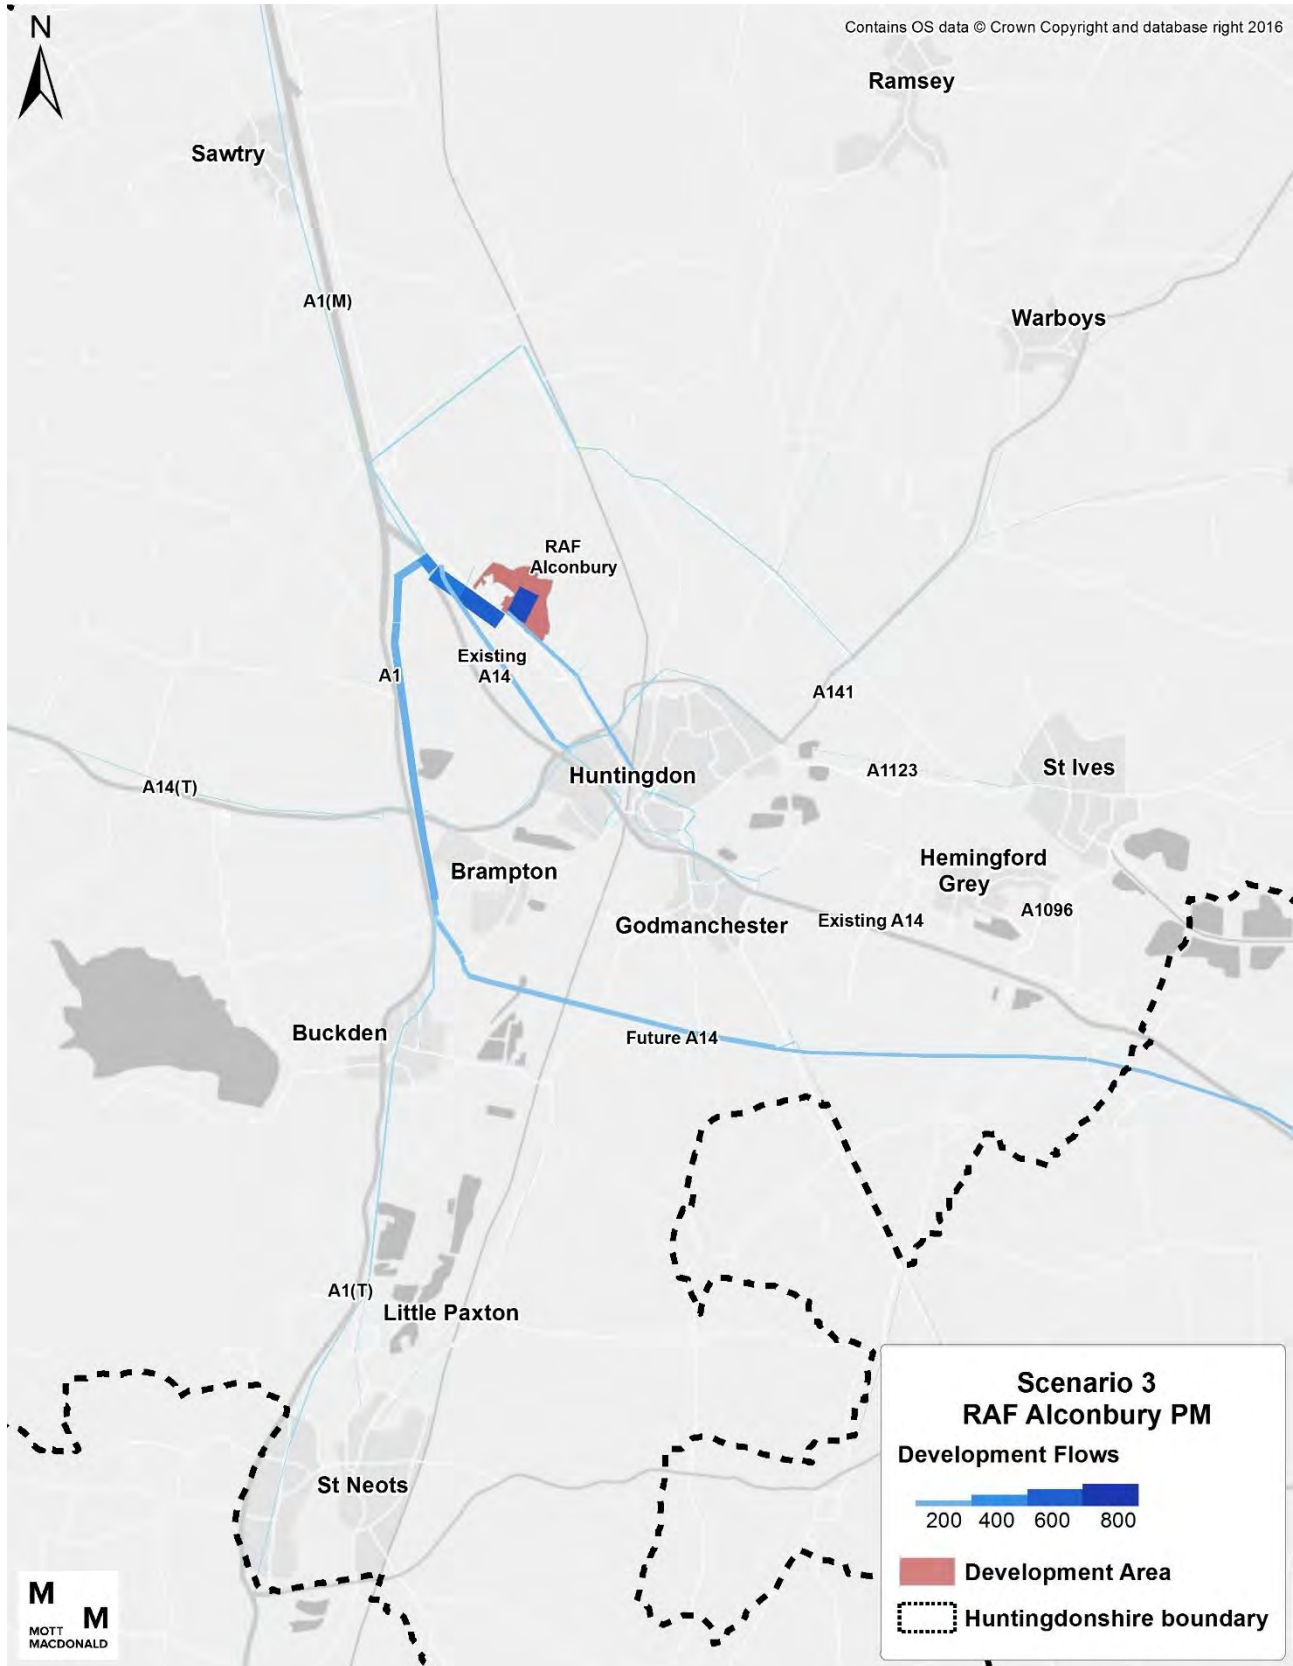 N
Contains OS data © Crown Copyright and database right 2016
Ramsey
Sawtry
A1(M)
Warboys
RAF
Alconbury
Existing
A14
A1
A141
Huntingdon
A1123
St Ives
A14(T)
Brampton
Hemingford
Grey
A1096
Godmanchester
Existing A14
Buckden
Future A14
A1(T)
Little Paxton
St Neots
Scenario 3
RAF Alconbury PM
Development Flows
200 400 600 800
Development Area
Huntingdonshire boundary
M
M
MOTT
MACDONALD